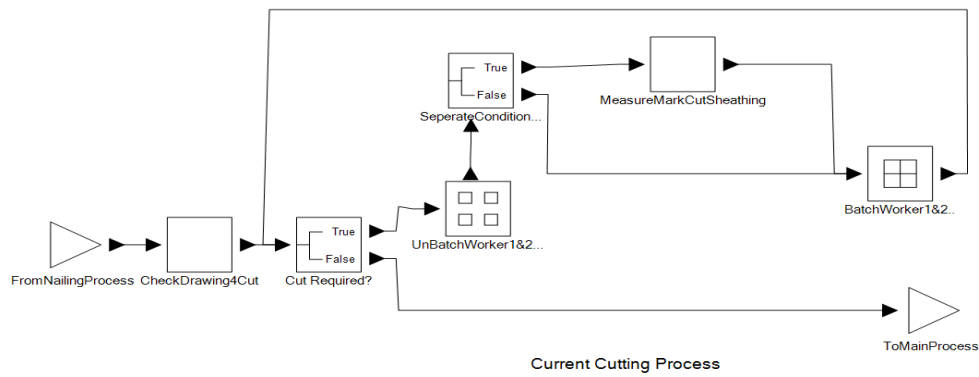 True
False
SeperateCondition...
MeasureMarkCutSheathing
BatchWorker1&2..
True
False
UnBatchWorker1&2...
FromNailingProcess
CheckDrawing4Cut
Cut Required?
ToMainProcess
Current Cutting Process